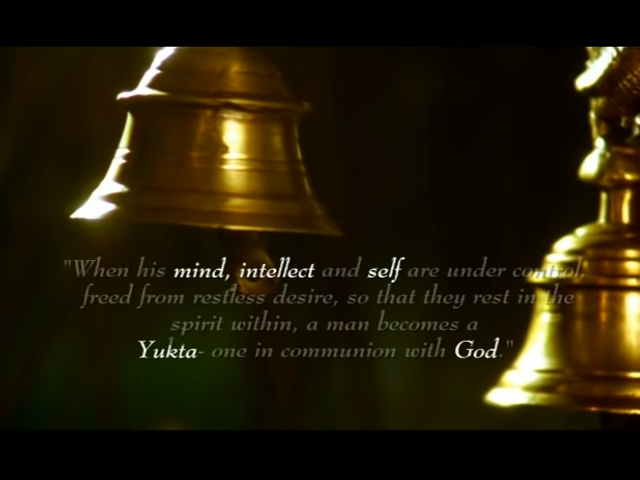 "When his mind, intellect and self are under control,
freed from restless desire, so that they rest in the
spirit within, a man becomes a
Yukta- one in communion with God."